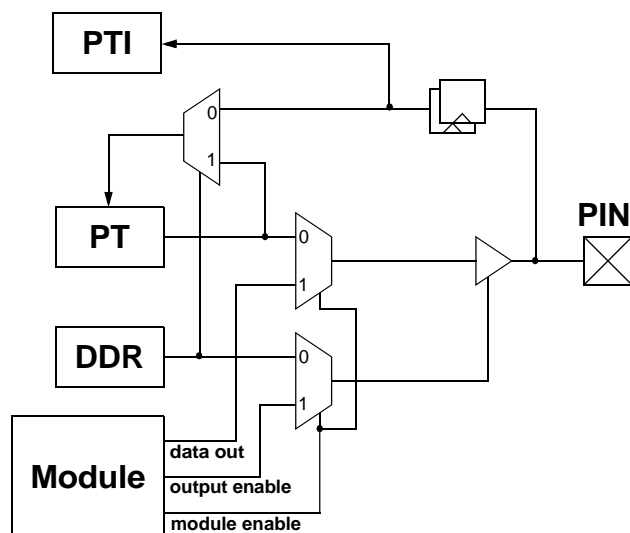 PTI
0
1
PT
PIN
0
1
DDR
0
1
Module
data out
output enable
module enable